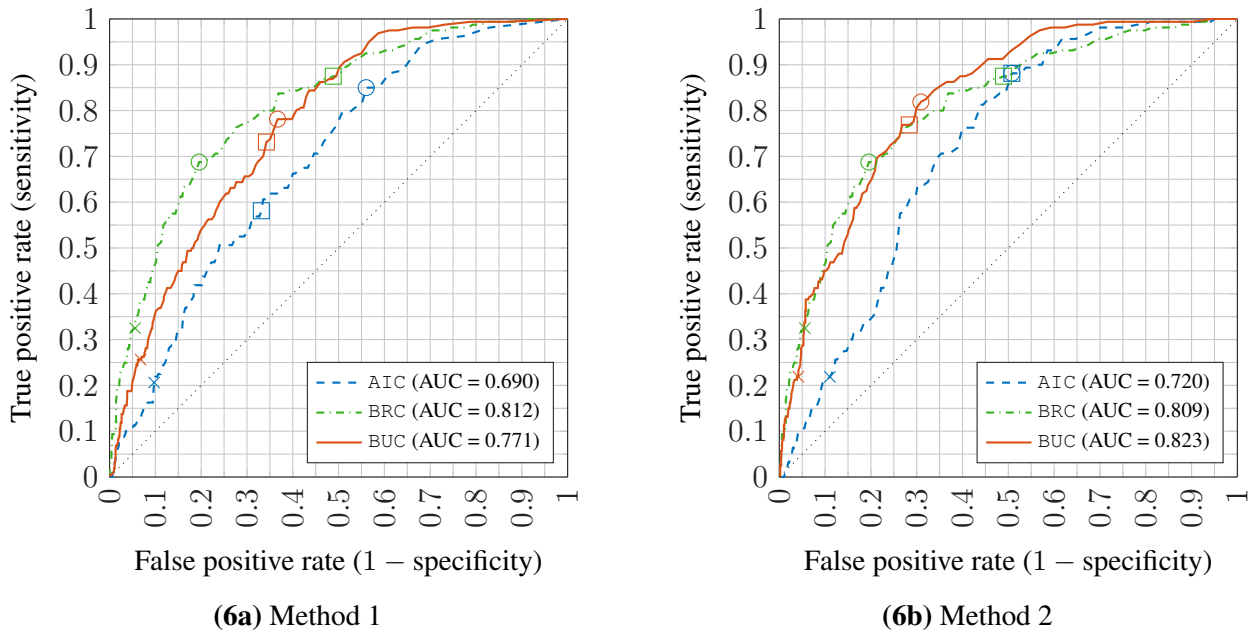 True positive rate (sensitivity)
1
0.9
0.8
0.7
0.6
0.5
0.4
0.3
0.2
0.1
0
AIC (AUC = 0.690)
BRC (AUC = 0.812)
BUC (AUC = 0.771)
0 0.1 0.2 0.3 0.4 0.5 0.6 0.7 0.8 0.9 1
False positive rate (1 − specificity)
(6a) Method 1
True positive rate (sensitivity)
1
0.9
0.8
0.7
0.6
0.5
0.4
0.3
0.2
0.1
0
AIC (AUC = 0.720)
BRC (AUC = 0.809)
BUC (AUC = 0.823)
0 0.1 0.2 0.3 0.4 0.5 0.6 0.7 0.8 0.9 1
False positive rate (1 − specificity)
(6b) Method 2